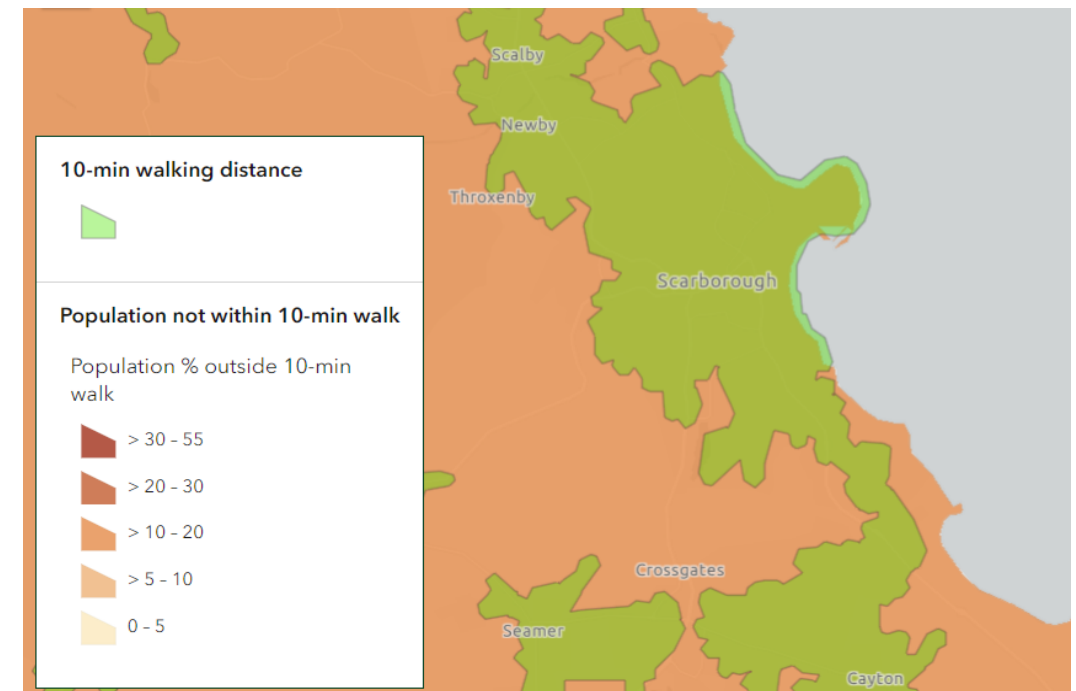 Scalby
Newby
10-min walking distance
Throxenby
Scarborough
Population not within 10-min walk
Population % outside 10-min
walk
> 30 - 55
> 20 - 30
> 10 - 20
> 5 - 10
0 - 5
Crossgates
Seamer
Cayton